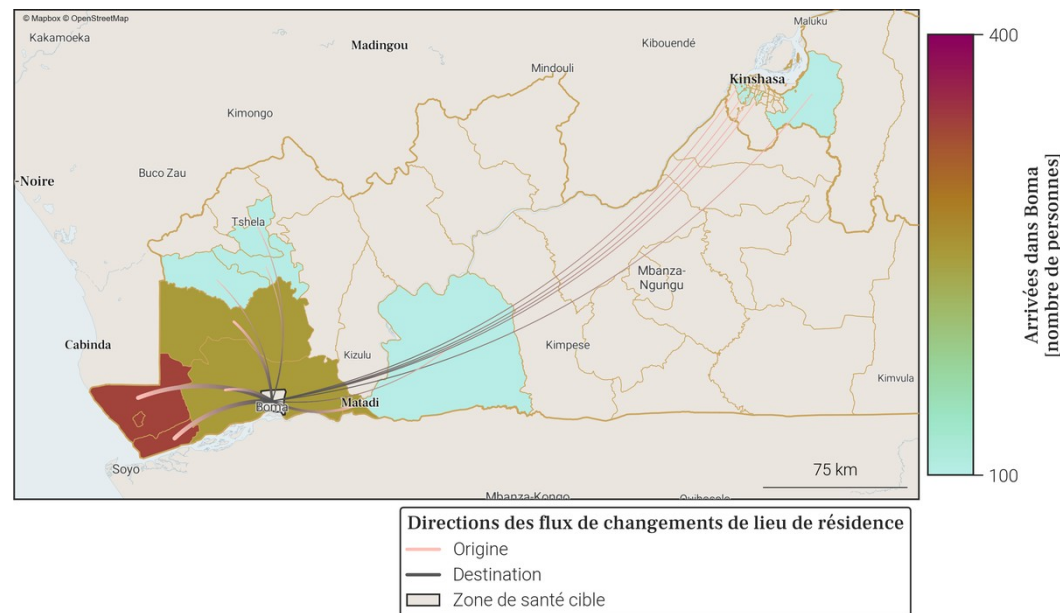 © Mapbox © OpenStreetMap
Kakamoeka
Madingou
Kibouendé
Maluku
Mindouli
Kinshasa
Kimongo
Buco Zau
-Noire
Tshela
Mbanza-
Ngungu
Cabinda
Kizulu
Kimpese
Kimvula
Boma
Matadi
Soyo
75 km
Mbanza-Kongo
400
100
Arrivées dans Boma
[nombre de personnes]
Directions des flux de changements de lieu de résidence
Origine
Destination
Zone de santé cible